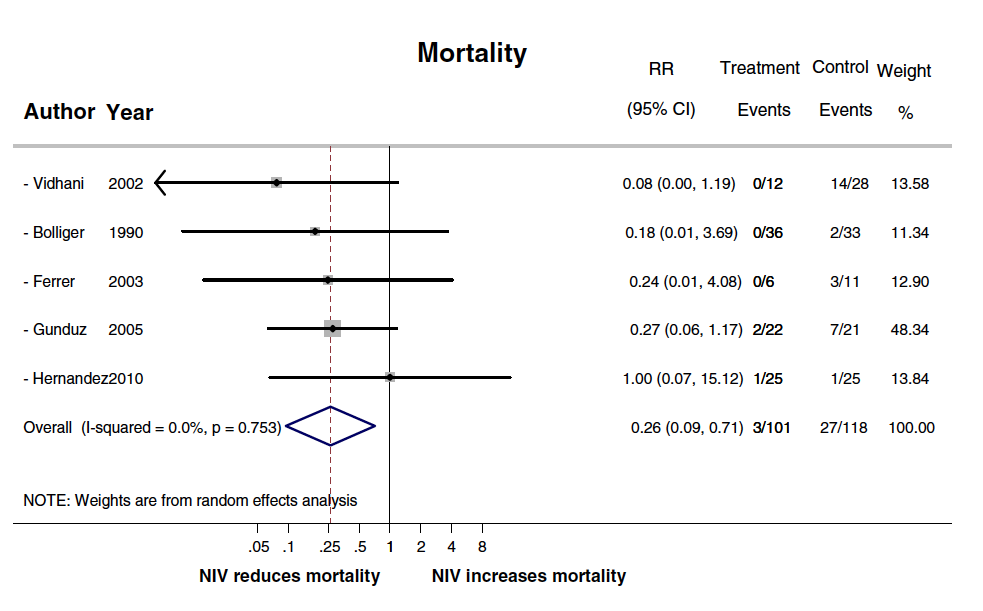 Mortality
RR Treatment Control Weight
Author Year (95% CI) Events Events %
- Vidhani 2002 0.08 (0.00, 1.19) 0/12 14/28 13.58
- Bolliger 1990 0.18 (0.01, 3.69) 0/36 2/33 11.34
- Ferrer 2003 0.24 (0.01, 4.08) 0/6 3/11 12.90
- Gunduz 2005 0.27 (0.06, 1.17) 2/22 7/21 48.34
- Hernandez2010 1.00 (0.07, 15.12) 1/25 1/25 13.84
Overall (I-squared = 0.0%, p = 0.753) 0.26 (0.09, 0.71) 3/101 27/118 100.00
NOTE: Weights are from random effects analysis
.05 .1 .25 .5 1 2 4 8
NIV reduces mortality NIV increases mortality